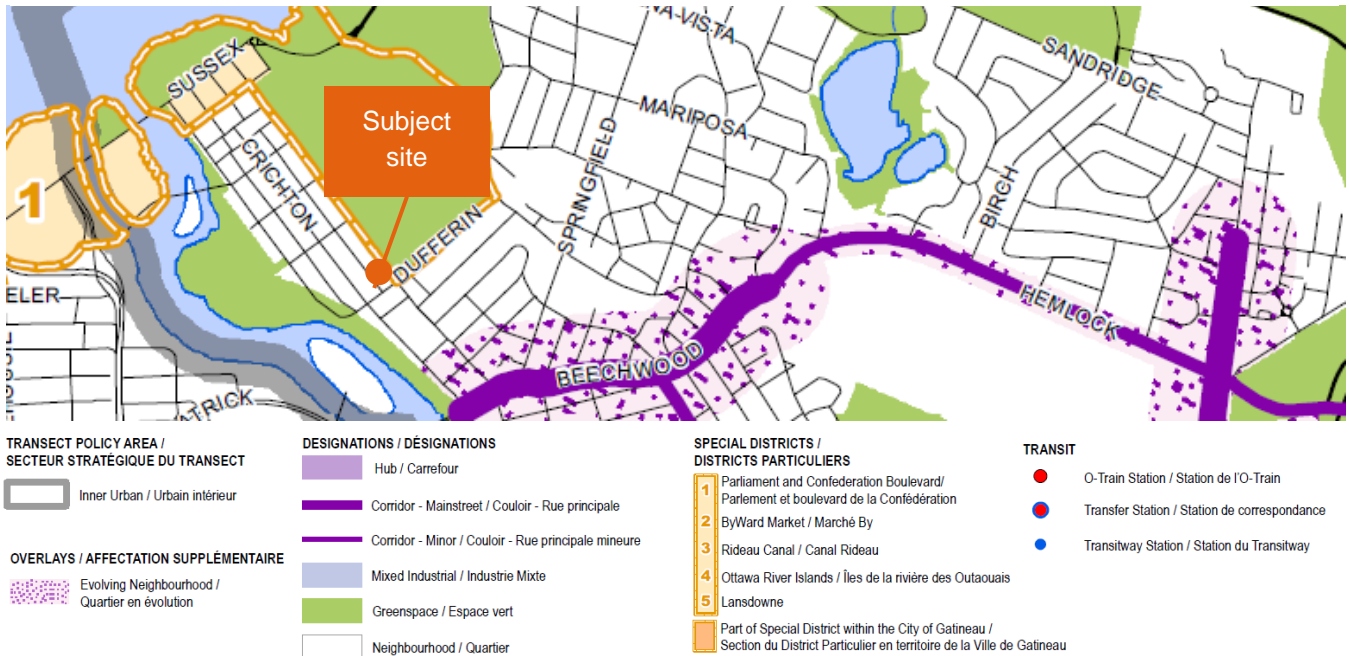 NA-VISTA
SUSSEX
SANDRIDGE
Subject
site
MARIPOSA
SPRINGFIELD
CRICHTON
1
BIRCH
DUFFERIN
ELER
HEMLOCK
BEECHWOOD
ATRICK
TRANSECT POLICY AREA /
SECTEUR STRATÉGIQUE DU TRANSECT
Inner Urban / Urbain intérieur
OVERLAYS / AFFECTATION SUPPLÉMENTAIRE
Evolving Neighbourhood /
Quartier en évolution
DESIGNATIONS / DÉSIGNATIONS
Hub / Carrefour
Corridor - Mainstreet / Couloir - Rue principale
Corridor - Minor / Couloir - Rue principale mineure
Mixed Industrial / Industrie Mixte
Greenspace / Espace vert
Neighbourhood / Quartier
SPECIAL DISTRICTS /
DISTRICTS PARTICULIERS
1 Parliament and Confederation Boulevard/
Parlement et boulevard de la Confédération
2 ByWard Market / Marché By
3 Rideau Canal / Canal Rideau
4 Ottawa River Islands / Îles de la rivière des Outaouais
5 Lansdowne
Part of Special District within the City of Gatineau /
Section du District Particulier en territoire de la Ville de Gatineau
TRANSIT
O-Train Station / Station de l'O-Train
Transfer Station / Station de correspondance
Transitway Station / Station du Transitway